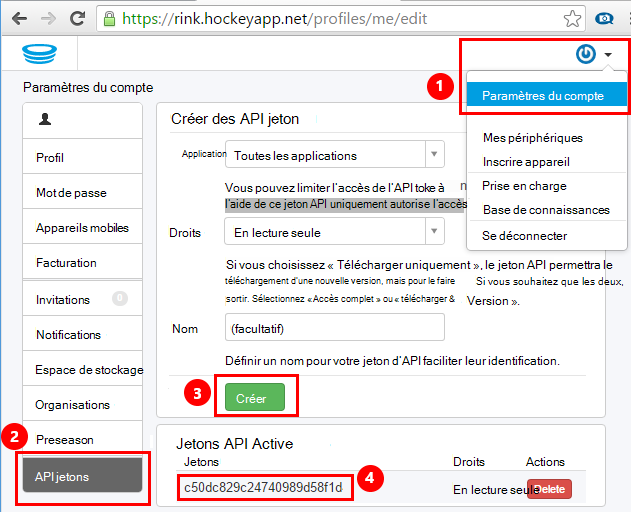 https://rink.hockeyapp.net/profiles/me/edit
1
Paramètres du compte
Paramètres du compte
Mes périphériques
Inscrire appareil
Prise en charge
Base de connaissances
Se déconnecter
Profil
Mot de passe
Appareils mobiles
Facturation
Invitations 0
Notifications
Espace de stockage
Organisations
Preseason
2
API jetons
Créer des API jeton
Application Toutes les applications
Vous pouvez limiter l'accès de l'API toke à n
l'aide de ce jeton API uniquement autorise l'accès
Droits En lecture seule
Si vous choisissez « Télécharger uniquement », le jeton API permettra le
téléchargement d'une nouvelle version, mais pour le faire Si vous souhaitez que les deux,
sortir. Sélectionnez «Accès complet » ou « télécharger & Version ».
Nom (facultatif)
Définir un nom pour votre jeton d'API faciliter leur identification.
3 Créer
Jetons API Active
Jetons Droits Actions
c50dc829c24740989d58f1d 4 En lecture seule Delete